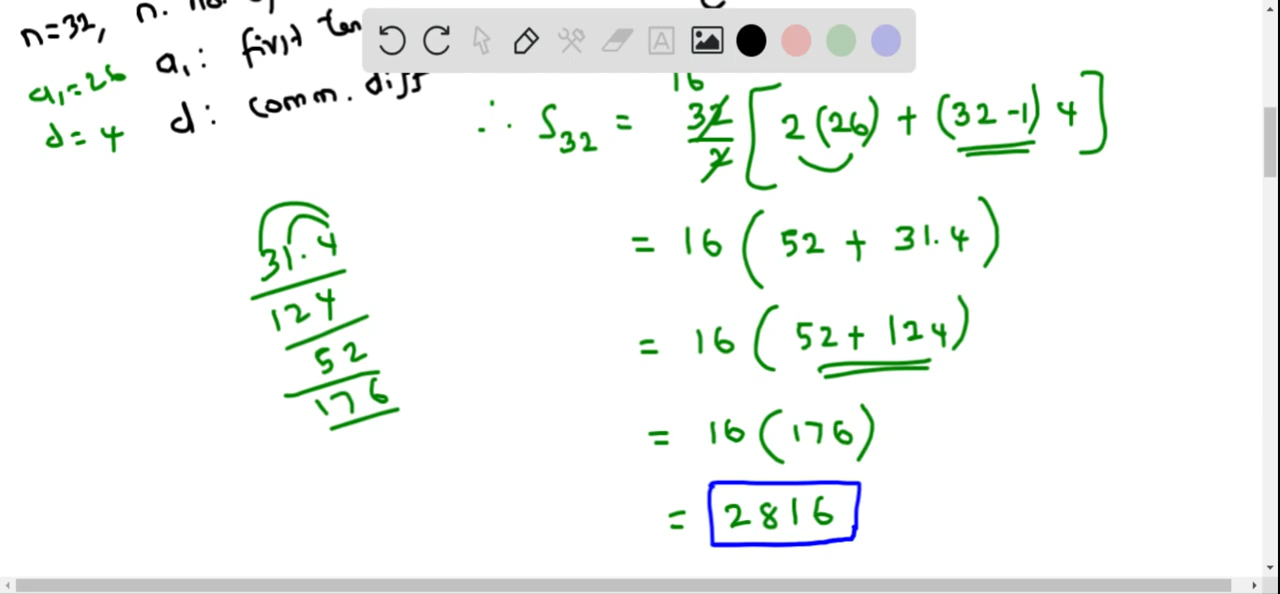 n=32, n:
a₁=26 a₁: first
d=4 d: comm. diff
16
∴ S₃₂ = 32/2 [2(26) + (32-1)4]
= 16 (52 + 31.4)
= 16 (52 + 124)
= 16 (176)
= 2816
31.4
124
52
176
A